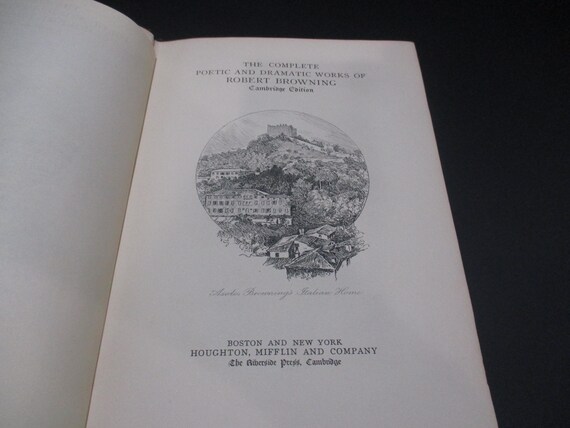 THE COMPLETE
POETIC AND DRAMATIC WORKS OF
ROBERT BROWNING
Cambridge Edition
Browning's Italian Home
BOSTON AND NEW YORK
HOUGHTON, MIFFLIN AND COMPANY
The Riverside Press, Cambridge